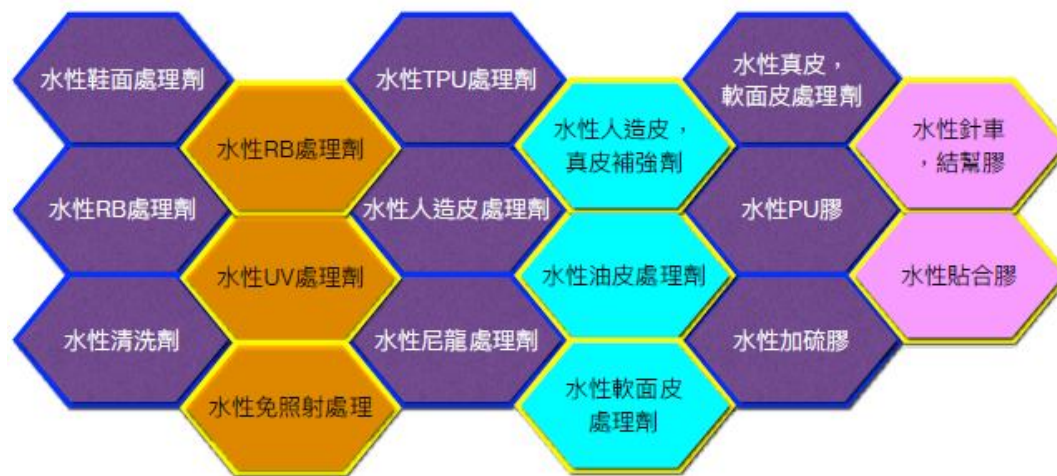 水性鞋面處理劑
水性RB處理劑
水性清洗劑
水性RB處理劑
水性UV處理劑
水性免照射處理
水性TPU處理劑
水性人造皮處理劑
水性尼龍處理劑
水性人造皮，
真皮補強劑
水性油皮處理劑
水性軟面皮
處理劑
水性真皮，
軟面皮處理劑
水性PU膠
水性加硫膠
水性針車
，結幫膠
水性貼合膠